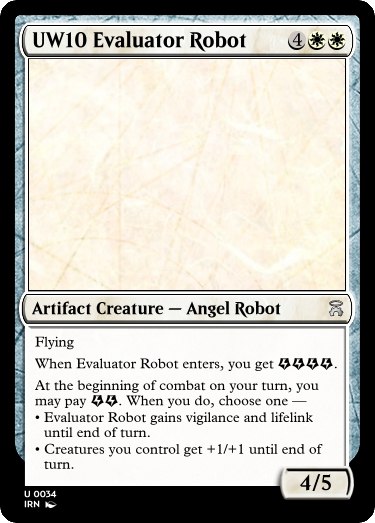 UW10 Evaluator Robot 4
Artifact Creature — Angel Robot
Flying
When Evaluator Robot enters, you get .
At the beginning of combat on your turn, you
may pay . When you do, choose one —
• Evaluator Robot gains vigilance and lifelink
until end of turn.
• Creatures you control get +1/+1 until end of
turn.
4/5
U 0034
IRN